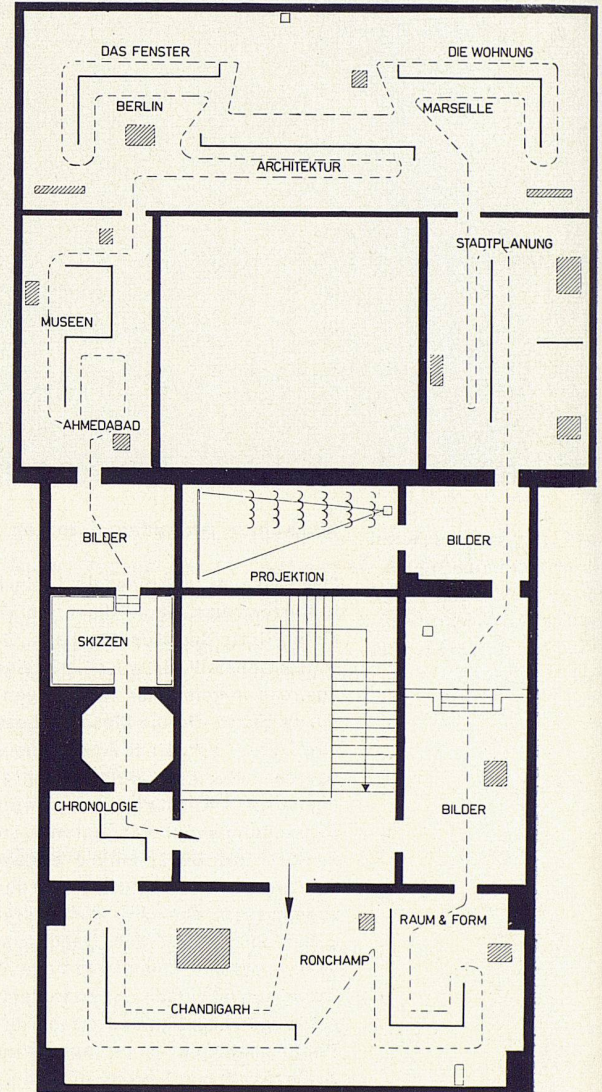 DAS FENSTER
DIE WOHNUNG
BERLIN
MARSEILLE
ARCHITEKTUR
STADTPLANUNG
MUSEEN
AHMEDABAD
BILDER
BILDER
PROJEKTION
SKIZZEN
CHRONOLOGIE
BILDER
RAUM & FORM
RONCHAMP
CHANDIGARH